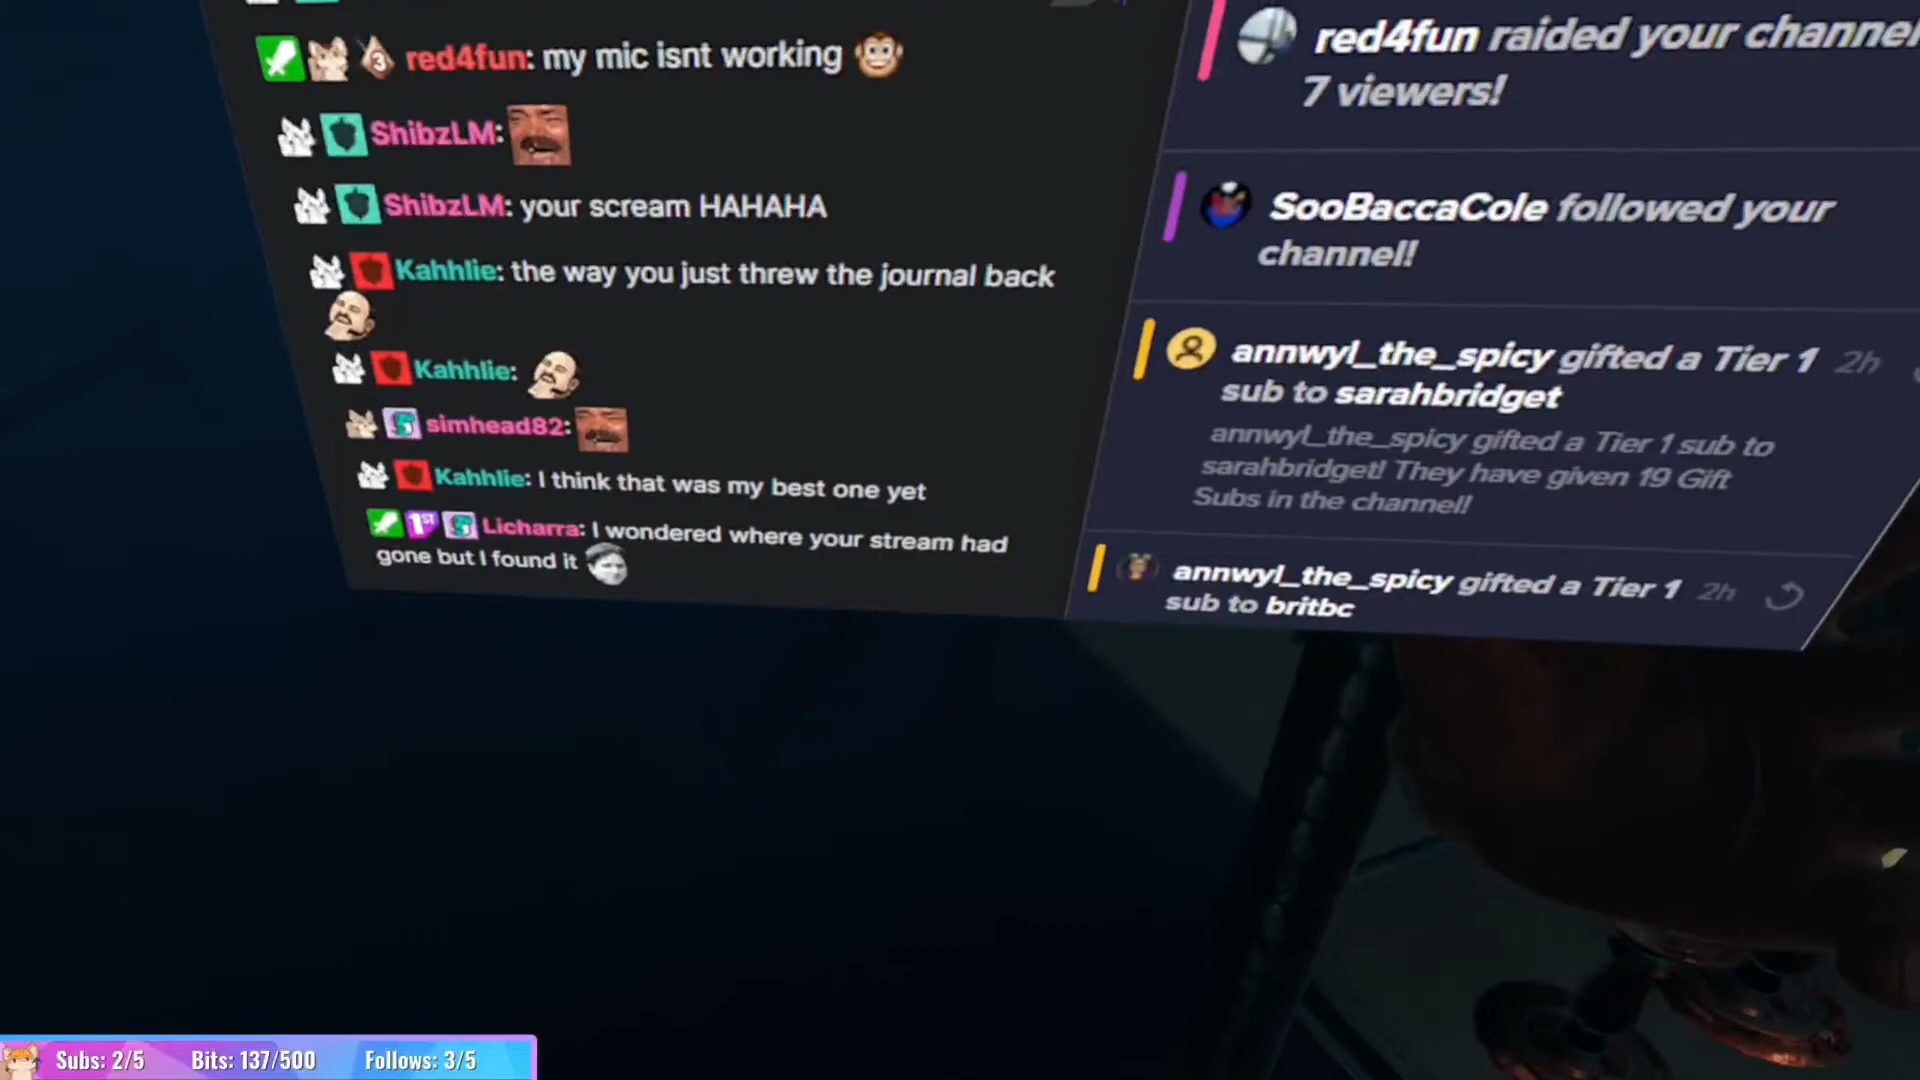 red4fun: my mic isnt working
ShibzLM:
ShibzLM: your scream HAHAHA
Kahhlie: the way you just threw the journal back
Kahhlie:
simhead82:
Kahhlie: I think that was my best one yet
1ST Licharra: I wondered where your stream had
gone but I found it
red4fun raided your channel
7 viewers!
SooBaccaCole followed your
channel!
annwyl_the_spicy gifted a Tier 1 2h
sub to sarahbridget
annwyl_the_spicy gifted a Tier 1 sub to
sarahbridget! They have given 19 Gift
Subs in the channel!
annwyl_the_spicy gifted a Tier 1 2h
sub to britbc
Subs: 2/5 Bits: 137/500 Follows: 3/5